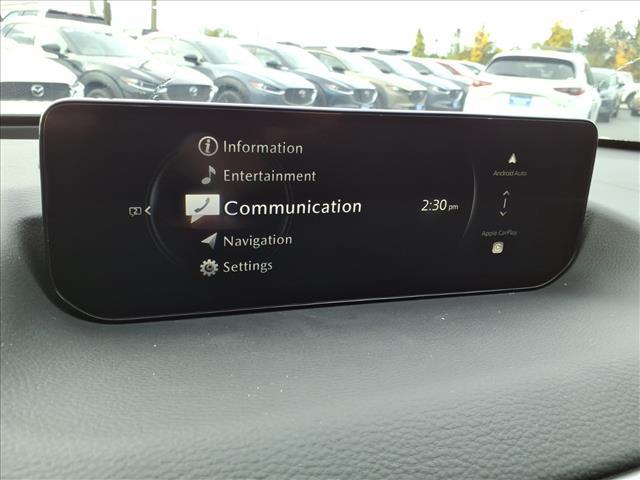 Information
Entertainment
Communication
2:30 pm
Navigation
Settings
Android Auto
Apple CarPlay